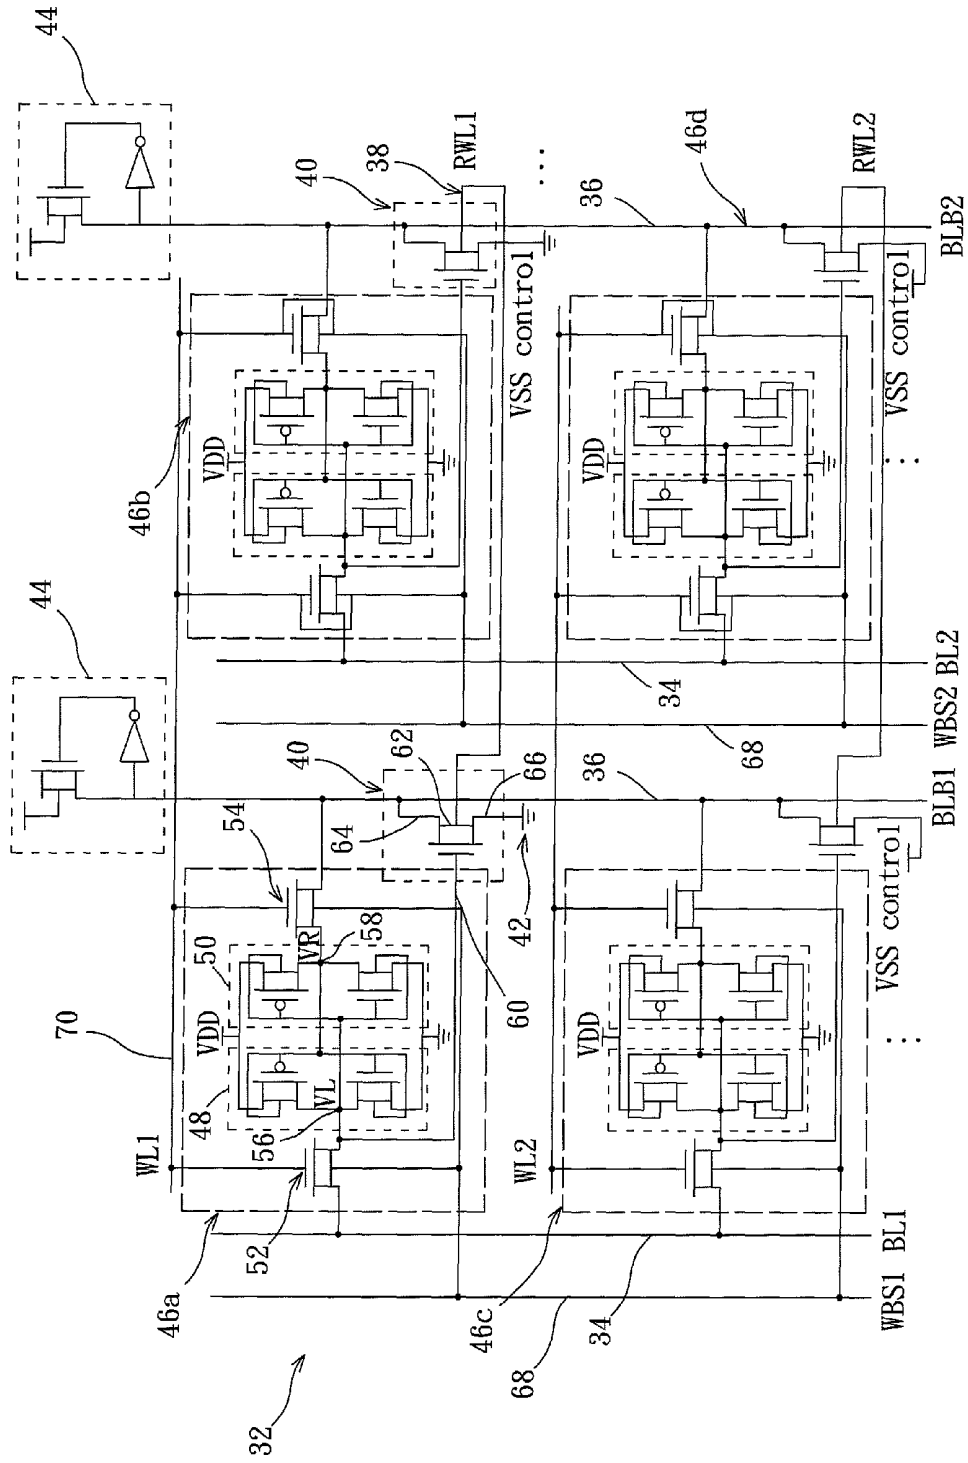 44
44
70
WL1
46b
46a
48
VDD
50
VDD
54
32
52
56
VL
VR
58
40
40
64
38
62
RWL1
46c
60
42
66
VSS control
68
WL2
...
34
VDD
36
VDD
36
34
46d
68
RWL2
WBS1
BL1
...
VSS control
...
VSS control
BLB1
WBS2
BL2
BLB2